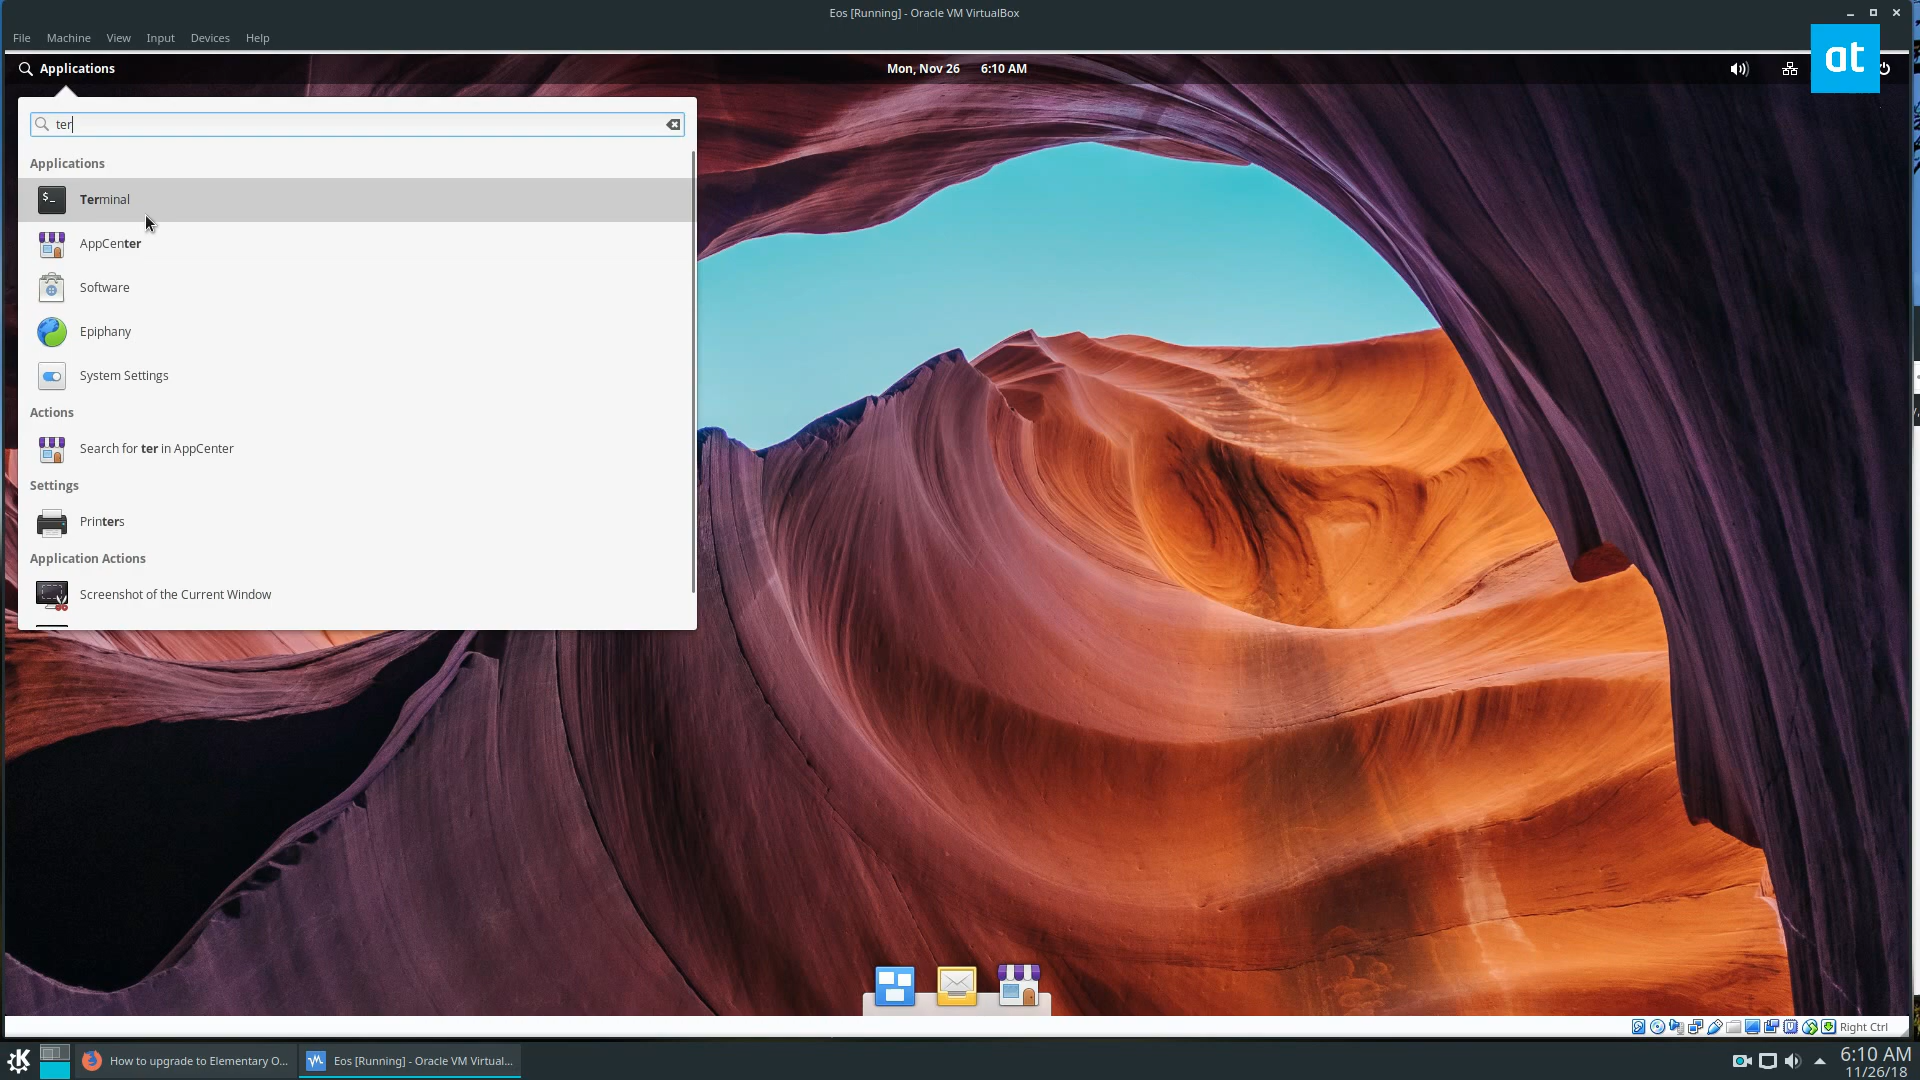 Eos [Running] - Oracle VM VirtualBox
File Machine View Input Devices Help
Applications
Mon, Nov 26 6:10 AM
at
ter
Applications
$_
Terminal
AppCenter
Software
Epiphany
System Settings
Actions
Search for ter in AppCenter
Settings
Printers
Application Actions
Screenshot of the Current Window
Right Ctrl
How to upgrade to Elementary O...
Eos [Running] - Oracle VM Virtual...
6:10 AM
11/26/18